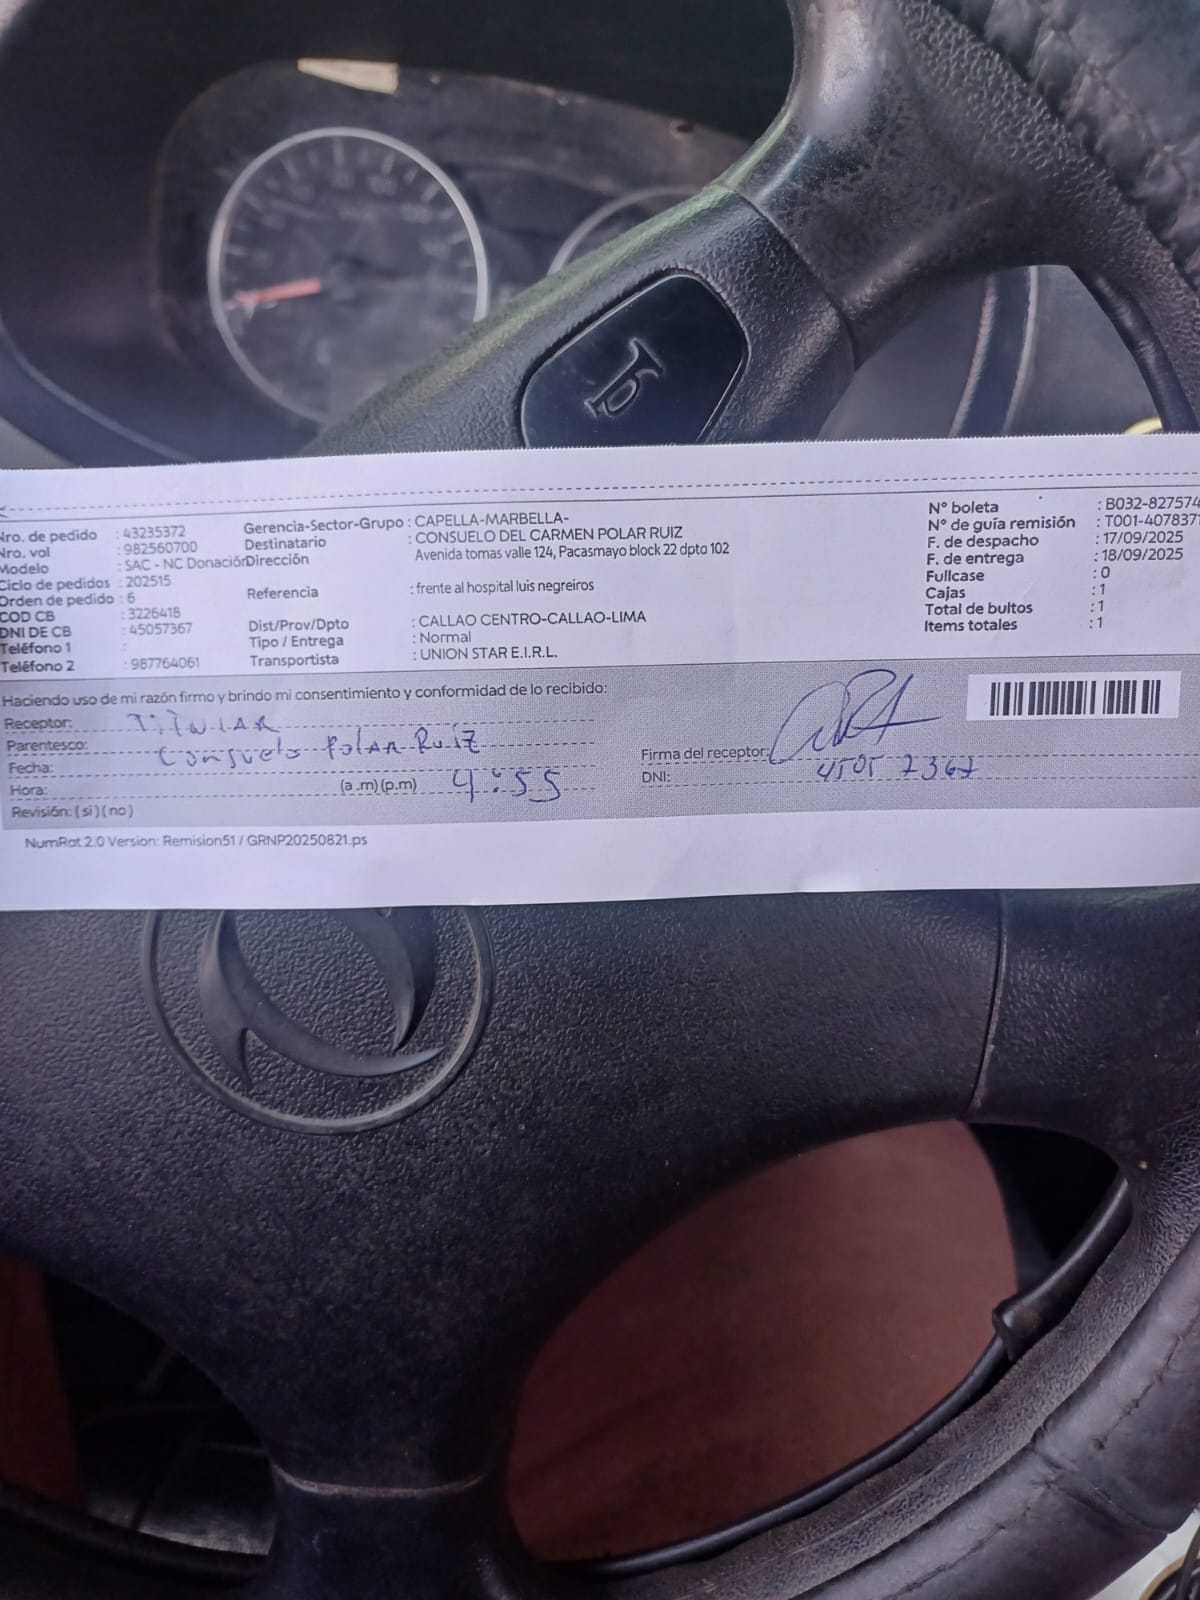 Nro. de pedido : 43235372
Nro. vol : 982560700
Modelo : SAC - NC Donación
Ciclo de pedidos : 202515
Orden de pedido : 6
COD CB : 3226418
DNI DE CB : 45057367
Teléfono 1 :
Teléfono 2 : 987764061
Gerencia-Sector-Grupo : CAPELLA-MARBELLA-
Destinatario : CONSUELO DEL CARMEN POLAR RUIZ
Dirección Avenida tomas valle 124, Pacasmayo block 22 dpto 102
Referencia : frente al hospital luis negreiros
Dist/Prov/Dpto : CALLAO CENTRO-CALLAO-LIMA
Tipo / Entrega : Normal
Transportista : UNION STAR E.I.R.L.
N° boleta : B032-827574
N° de guía remisión : T001-4078377
F. de despacho : 17/09/2025
F. de entrega : 18/09/2025
Fullcase : 0
Cajas : 1
Total de bultos : 1
Items totales : 1
Haciendo uso de mi razón firmo y brindo mi consentimiento y conformidad de lo recibido:
Receptor: TITULAR
Parentesco: Consuelo Polar Ruiz
Fecha:
Hora: (a .m)(p.m) 4:55
Revisión: ( si )( no )
Firma del receptor:
DNI: 45057367
NumRot 2.0 Version: Remision51 / GRNP20250821.ps